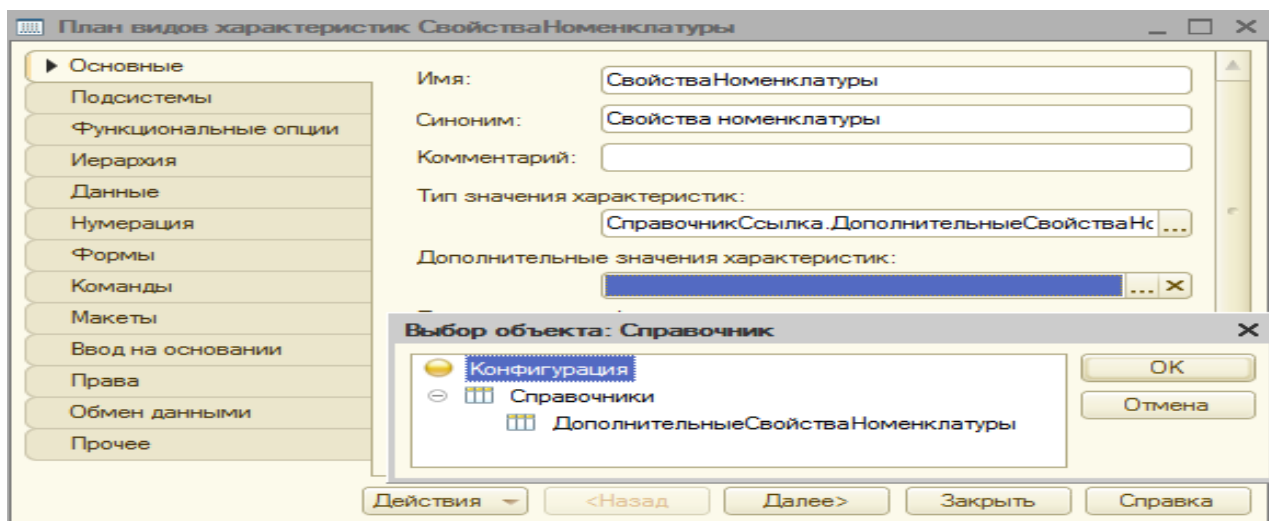 План видов характеристик СвойстваНоменклатуры
Основные
Подсистемы
Функциональные опции
Иерархия
Данные
Нумерация
Формы
Команды
Макеты
Ввод на основании
Права
Обмен данными
Прочее
Имя: СвойстваНоменклатуры
Синоним: Свойства номенклатуры
Комментарий:
Тип значения характеристик:
СправочникСсылка.ДополнительныеСвойстваНс ...
Дополнительные значения характеристик:
...
Выбор объекта: Справочник
Конфигурация
Справочники
ДополнительныеСвойстваНоменклатуры
ОК
Отмена
Действия <Назад Далее> Закрыть Справка